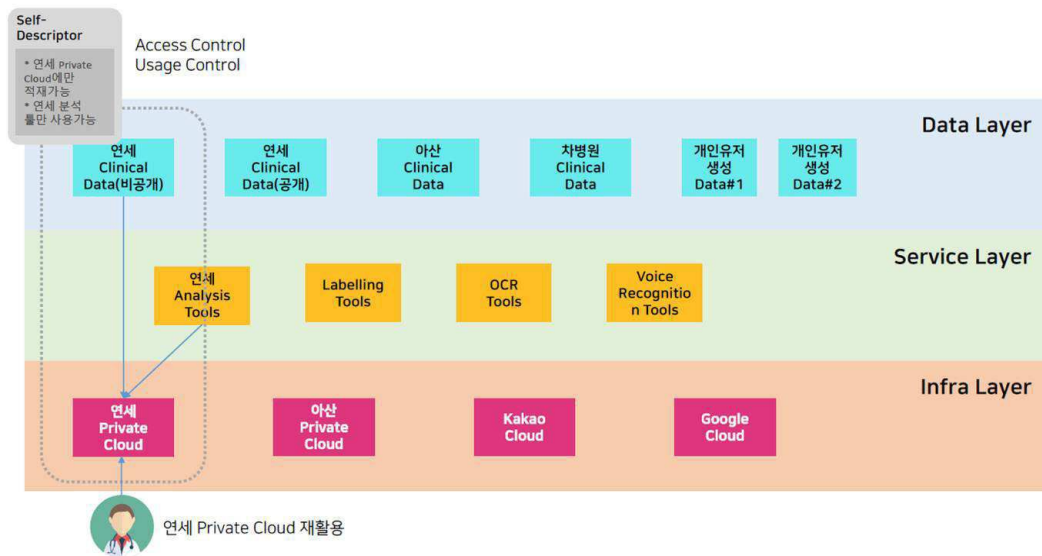 Self-
Descriptor
* 연세 Private
Cloud에만
적재가능
* 연세 분석
툴만 사용가능
Access Control
Usage Control
Data Layer
연세
Clinical
Data(비공개)
연세
Clinical
Data(공개)
아산
Clinical
Data
차병원
Clinical
Data
개인유저
생성
Data#1
개인유저
생성
Data#2
Service Layer
연세
Analysis
Tools
Labelling
Tools
OCR
Tools
Voice
Recognitio
n Tools
Infra Layer
연세
Private
Cloud
아산
Private
Cloud
Kakao
Cloud
Google
Cloud
연세 Private Cloud 재활용